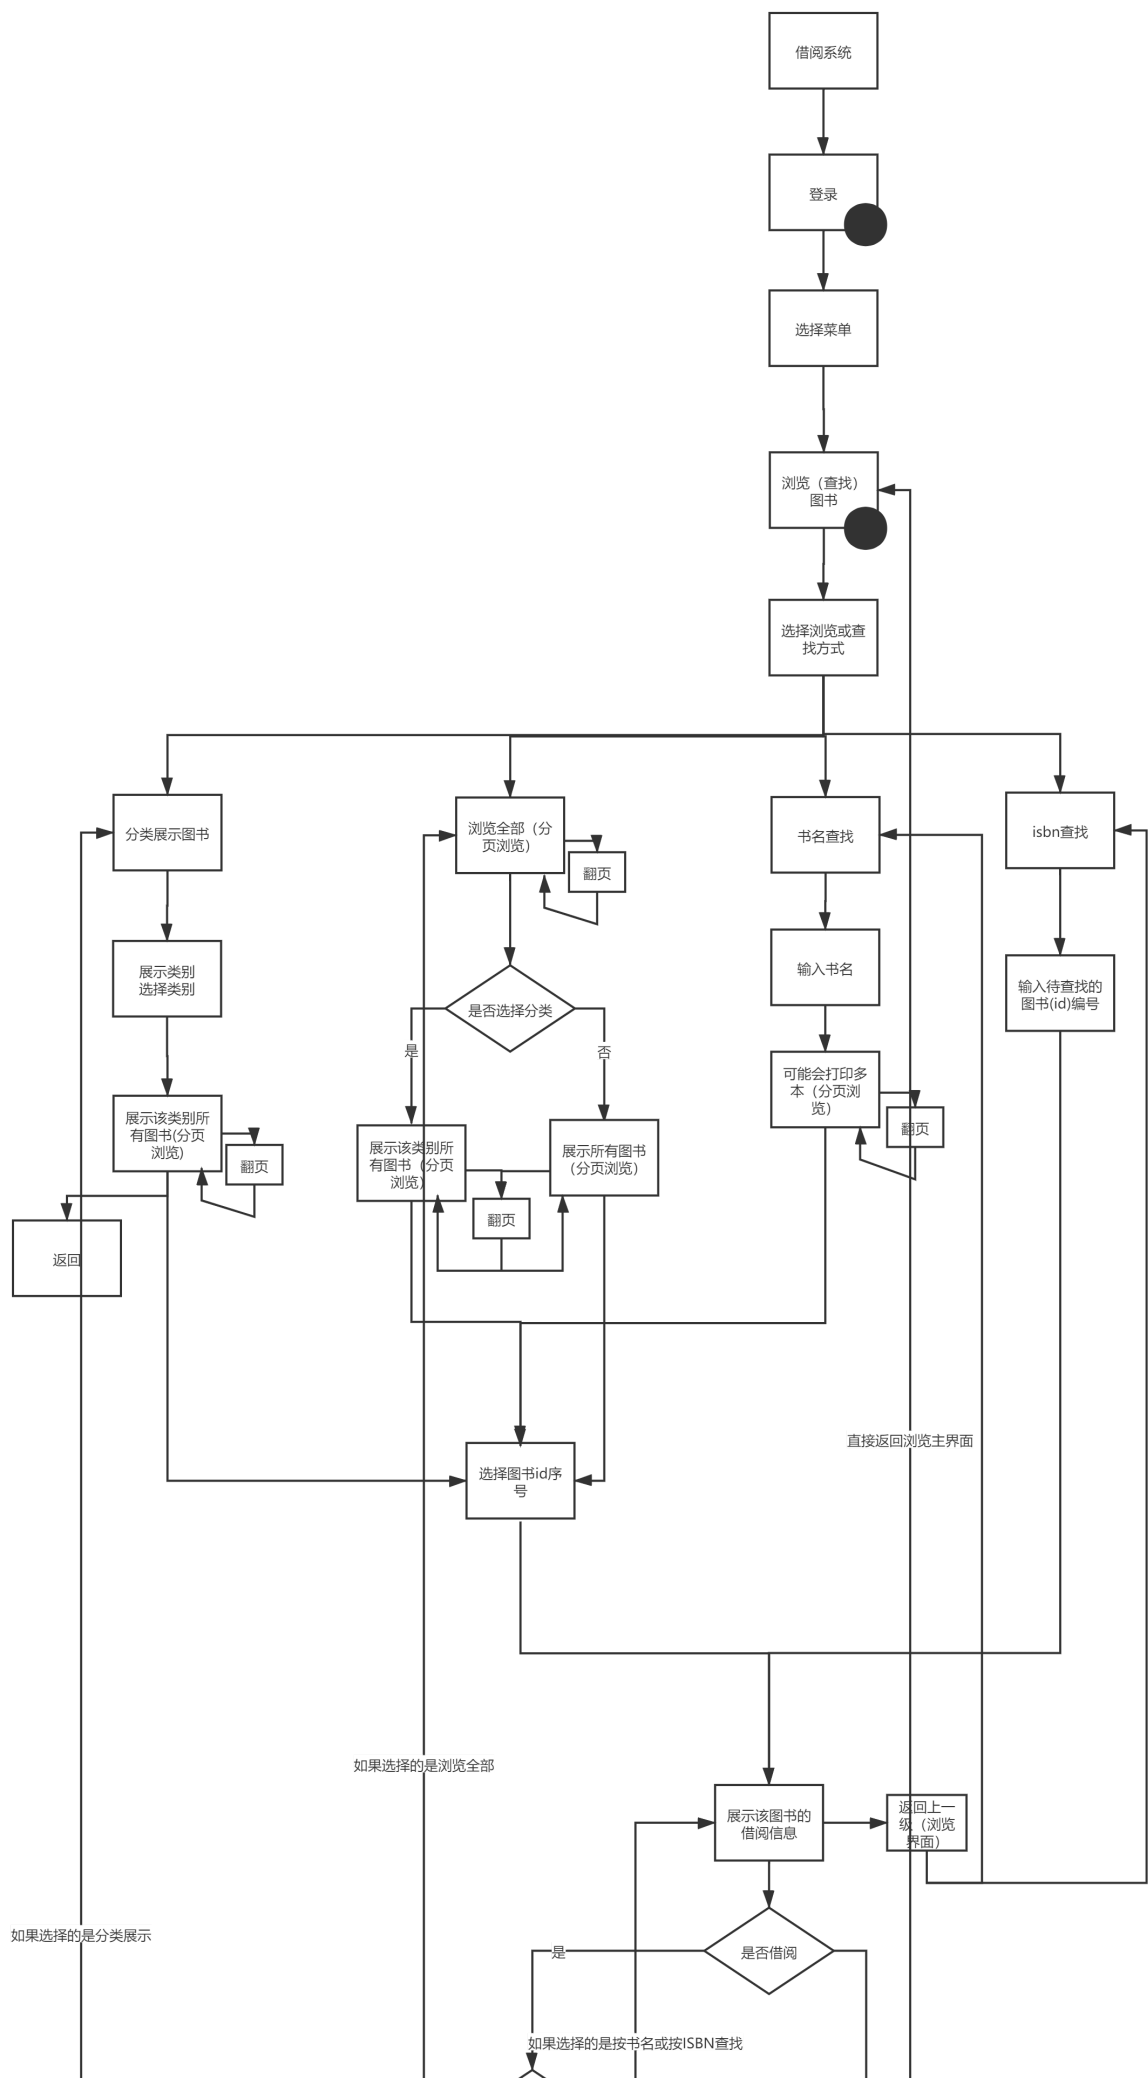 借阅系统
登录
选择菜单
浏览（查找）
图书
选择浏览或查
找方式
分类展示图书
浏览全部（分
页浏览）
翻页
书名查找
isbn查找
展示类别
选择类别
是否选择分类
输入书名
输入待查找的
图书(id)编号
是
否
展示该类别所
有图书(分页
浏览)
翻页
展示该类别所
有图书（分页
浏览）
展示所有图书
（分页浏览）
翻页
可能会打印多
本（分页浏
览）
翻页
返回
直接返回浏览主界面
选择图书id序
号
如果选择的是浏览全部
展示该图书的
借阅信息
返回上一
级（浏览
界面）
如果选择的是分类展示
是
是否借阅
如果选择的是按书名或按ISBN查找